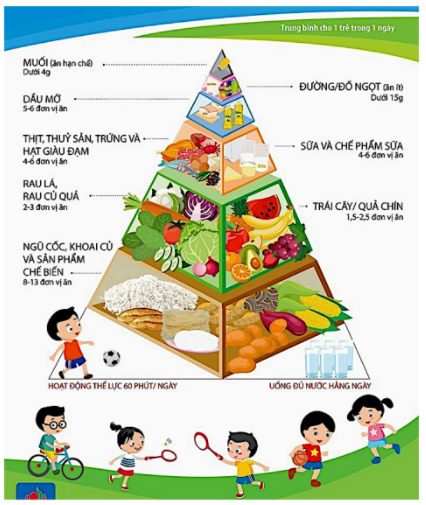 Trung bình cho 1 trẻ trong 1 ngày
MUỐI (ăn hạn chế)
Dưới 4g
ĐƯỜNG/ĐỒ NGỌT (ăn ít)
Dưới 15g
DẦU MỠ
5-6 đơn vị ăn
THỊT, THUỶ SẢN, TRỨNG VÀ
HẠT GIÀU ĐẠM
4-6 đơn vị ăn
SỮA VÀ CHẾ PHẨM SỮA
4-6 đơn vị ăn
RAU LÁ,
RAU CỦ QUẢ
2-3 đơn vị ăn
TRÁI CÂY/ QUẢ CHÍN
1,5-2,5 đơn vị ăn
NGŨ CỐC, KHOAI CỦ
VÀ SẢN PHẨM
CHẾ BIẾN
8-13 đơn vị ăn
HOẠT ĐỘNG THỂ LỰC 60 PHÚT/ NGÀY
UỐNG ĐỦ NƯỚC HẰNG NGÀY